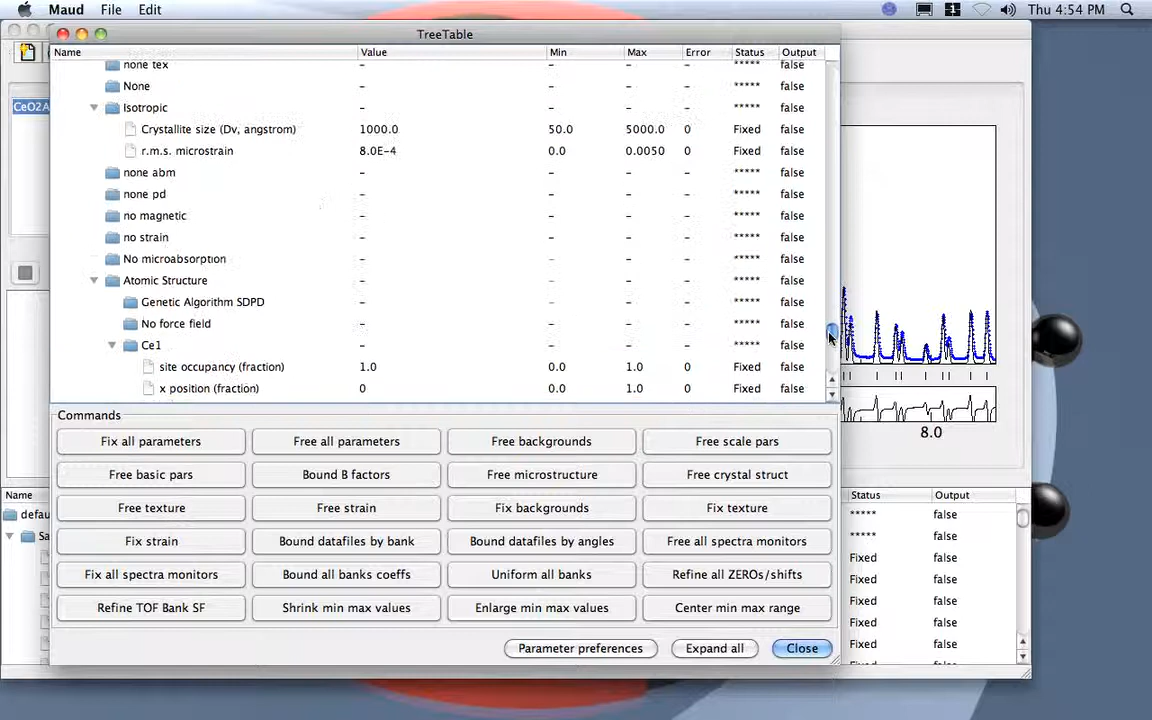 Maud File Edit 1 Thu 4:54 PM
TreeTable
Name Value Min Max Error Status Output
none tex – – – – ***** false
None – – – – ***** false
Isotropic – – – – ***** false
Crystallite size (Dv, angstrom) 1000.0 50.0 5000.0 0 Fixed false
r.m.s. microstrain 8.0E-4 0.0 0.0050 0 Fixed false
none abm – – – – ***** false
none pd – – – – ***** false
no magnetic – – – – ***** false
no strain – – – – ***** false
No microabsorption – – – – ***** false
Atomic Structure – – – – ***** false
Genetic Algorithm SDPD – – – – ***** false
No force field – – – – ***** false
Ce1 – – – – ***** false
site occupancy (fraction) 1.0 0.0 1.0 0 Fixed false
x position (fraction) 0 0.0 1.0 0 Fixed false
Commands
Fix all parameters Free all parameters Free backgrounds Free scale pars
Free basic pars Bound B factors Free microstructure Free crystal struct
Free texture Free strain Fix backgrounds Fix texture
Fix strain Bound datafiles by bank Bound datafiles by angles Free all spectra monitors
Fix all spectra monitors Bound all banks coeffs Uniform all banks Refine all ZEROs/shifts
Refine TOF Bank SF Shrink min max values Enlarge min max values Center min max range
Parameter preferences Expand all Close
CeO2A
8.0
Name Status Output
defau ***** false
Sa ***** false
Fixed false
Fixed false
Fixed false
Fixed false
Fixed false